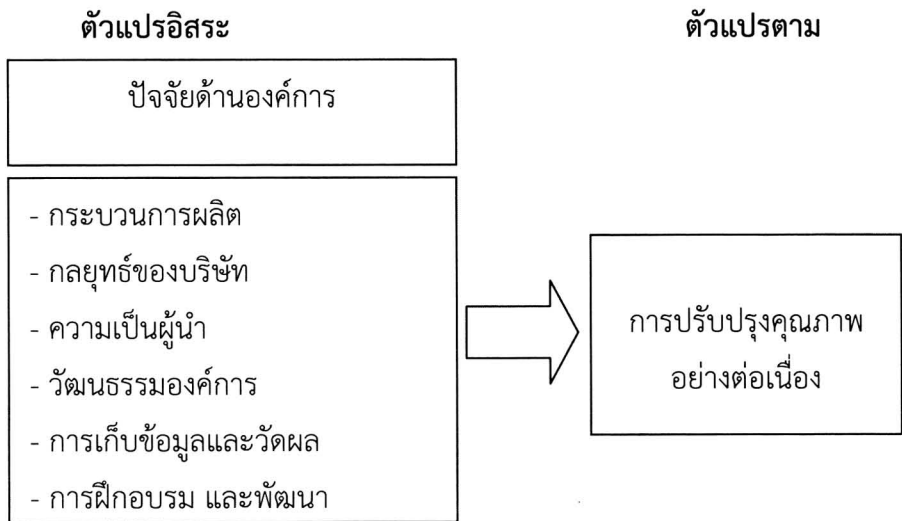 ตัวแปรอิสระ
ตัวแปรตาม
ปัจจัยด้านองค์การ
- กระบวนการผลิต
- กลยุทธ์ของบริษัท
- ความเป็นผู้นำ
- วัฒนธรรมองค์การ
- การเก็บข้อมูลและวัดผล
- การฝึกอบรม และพัฒนา
การปรับปรุงคุณภาพ
อย่างต่อเนื่อง